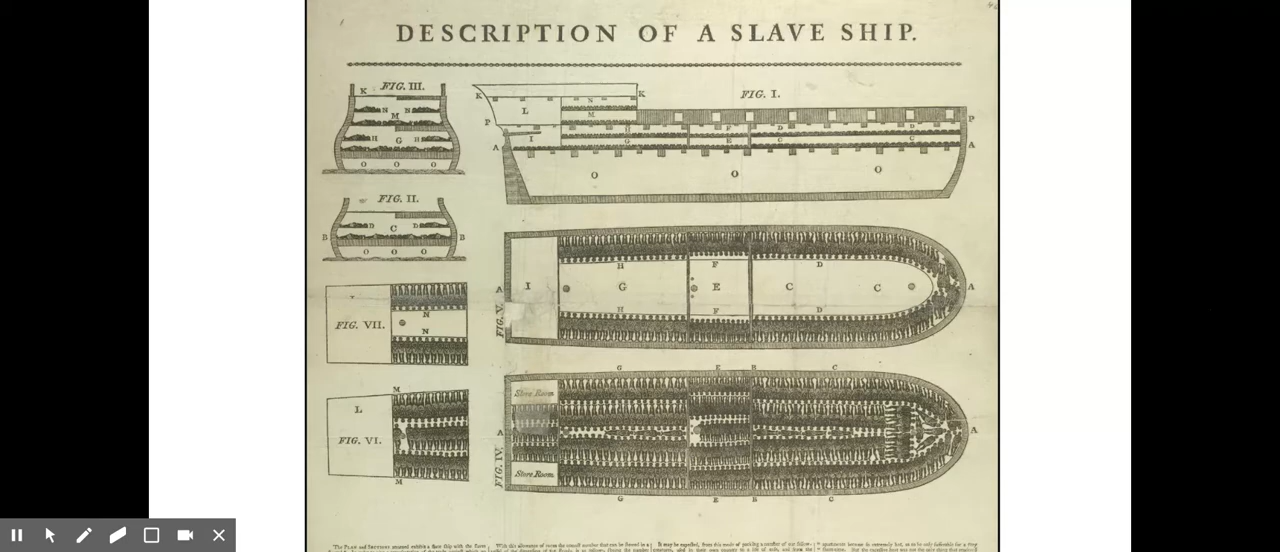 DESCRIPTION OF A SLAVE SHIP.
FIG. III.
K
N N
M
H G H
O O O
FIG. I.
K K
N
L M
P P
G F D D
I
A G E C C A
O O O
FIG. II.
D C D
B B
O O O
H F D
A I G E C C A
H F D
FIG. V.
FIG. VII.
N
N
G E B C
Store Room
A A
Store Room
FIG. IV.
G E B C
M
L
FIG. VI.
M